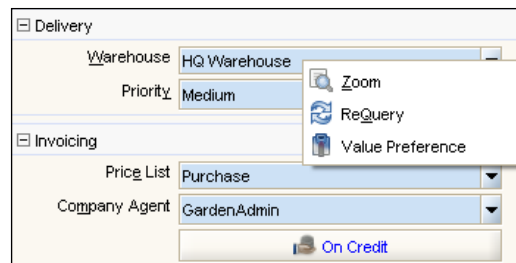 Delivery
Warehouse HQ Warehouse
Zoom
Priority Medium
ReQuery
Invoicing
Value Preference
Price List Purchase
Company Agent GardenAdmin
On Credit